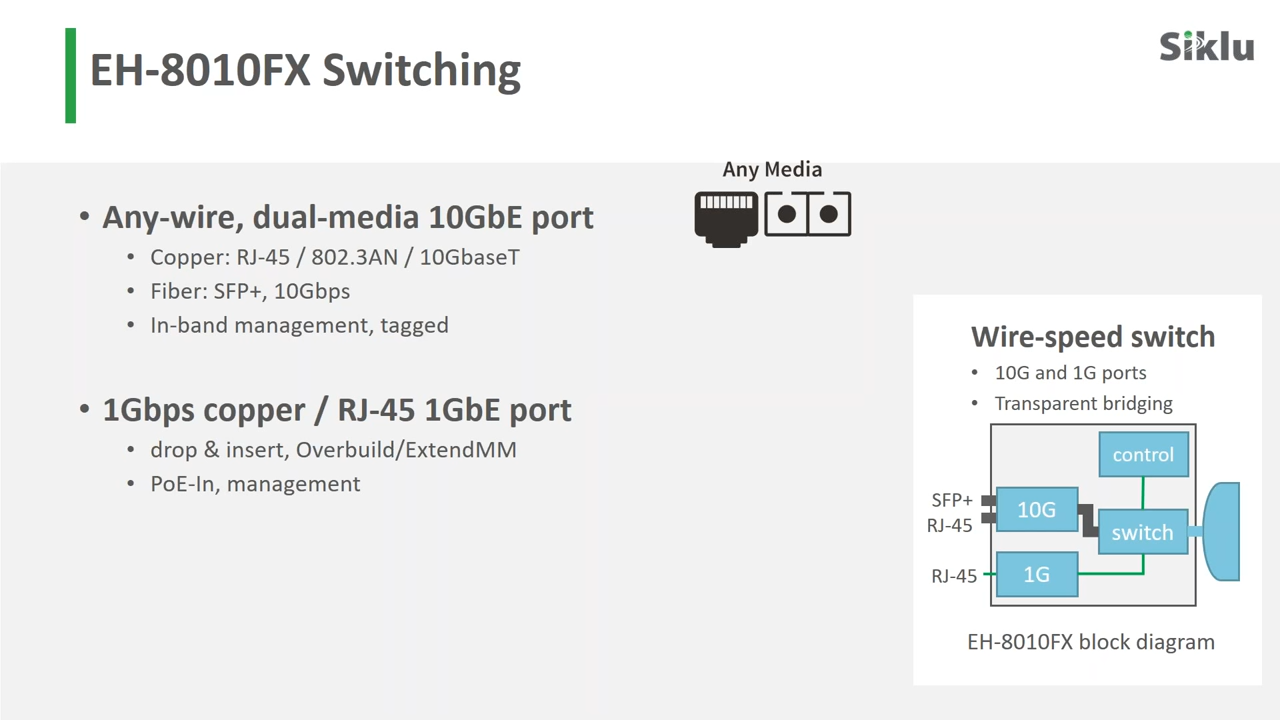 EH-8010FX Switching
Siklu
Any Media
• Any-wire, dual-media 10GbE port
• Copper: RJ-45 / 802.3AN / 10GbaseT
• Fiber: SFP+, 10Gbps
• In-band management, tagged
• 1Gbps copper / RJ-45 1GbE port
• drop & insert, Overbuild/ExtendMM
• PoE-In, management
Wire-speed switch
• 10G and 1G ports
• Transparent bridging
control
SFP+
10G
RJ-45
switch
RJ-45
1G
EH-8010FX block diagram